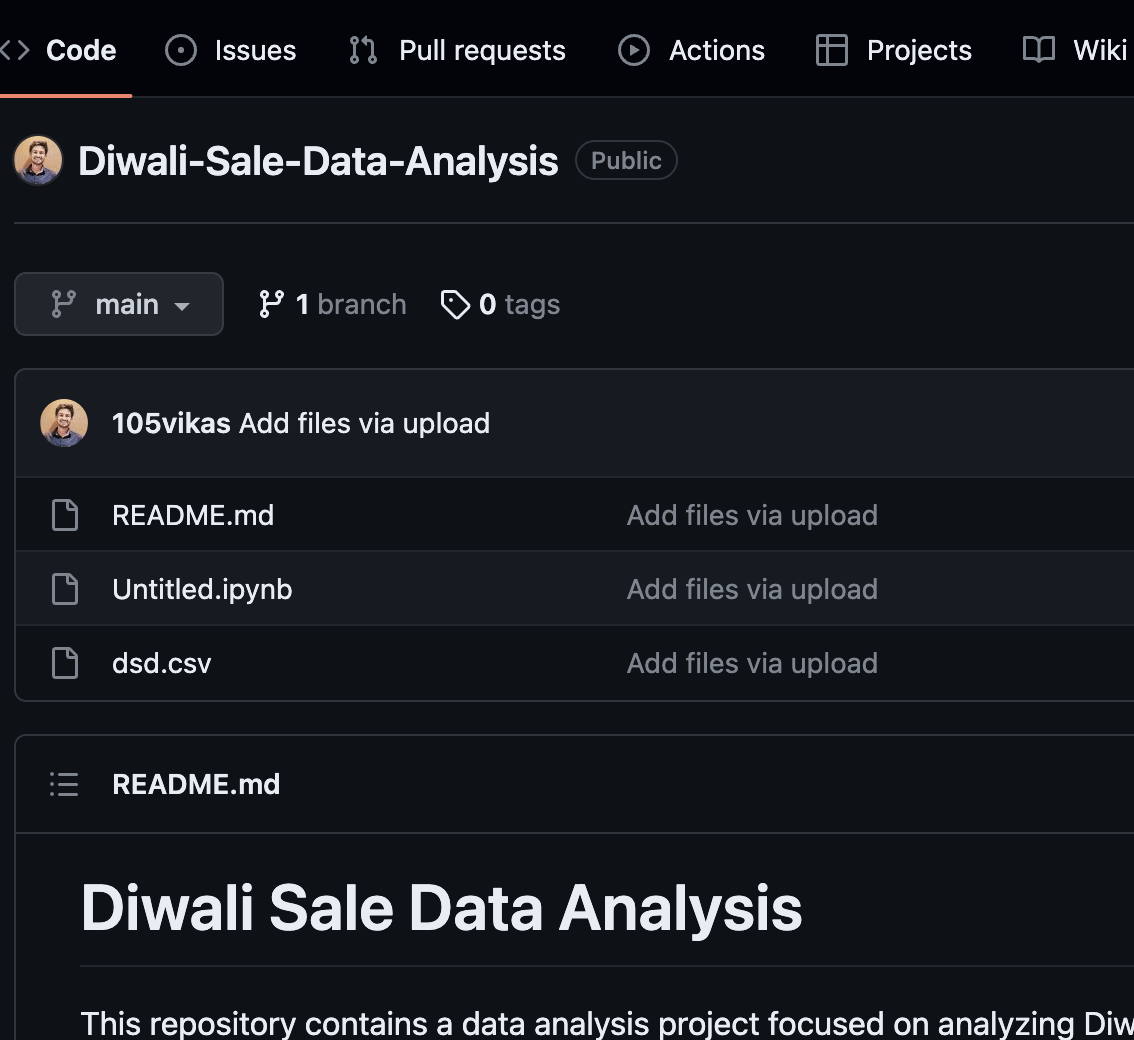 <> Code Issues Pull requests Actions Projects Wiki
Diwali-Sale-Data-Analysis Public
main 1 branch 0 tags
105vikas Add files via upload
README.md Add files via upload
Untitled.ipynb Add files via upload
dsd.csv Add files via upload
README.md
Diwali Sale Data Analysis
This repository contains a data analysis project focused on analyzing Diw